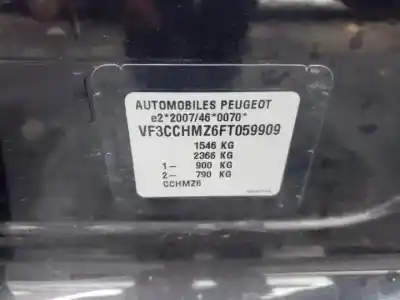 AUTOMOBILES PEUGEOT
e2*2007/46*0070*
VF3CCHMZ6FT059909
1546 KG
2366 KG
1- 900 KG
2- 790 KG
CCHMZ6